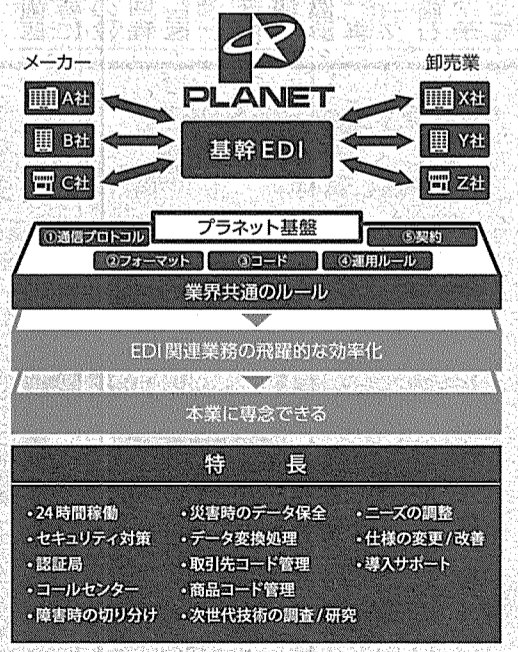 PLANET
メーカー
卸売業
A社
B社
C社
基幹EDI
X社
Y社
Z社
プラネット基盤
①通信プロトコル
②フォーマット
③コード
④運用ルール
⑤契約
業界共通のルール
EDI関連業務の飛躍的な効率化
本業に専念できる
特 長
・24時間稼働
・セキュリティ対策
・認証局
・コールセンター
・障害時の切り分け
・災害時のデータ保全
・データ変換処理
・取引先コード管理
・商品コード管理
・次世代技術の調査/研究
・ニーズの調整
・仕様の変更/改善
・導入サポート